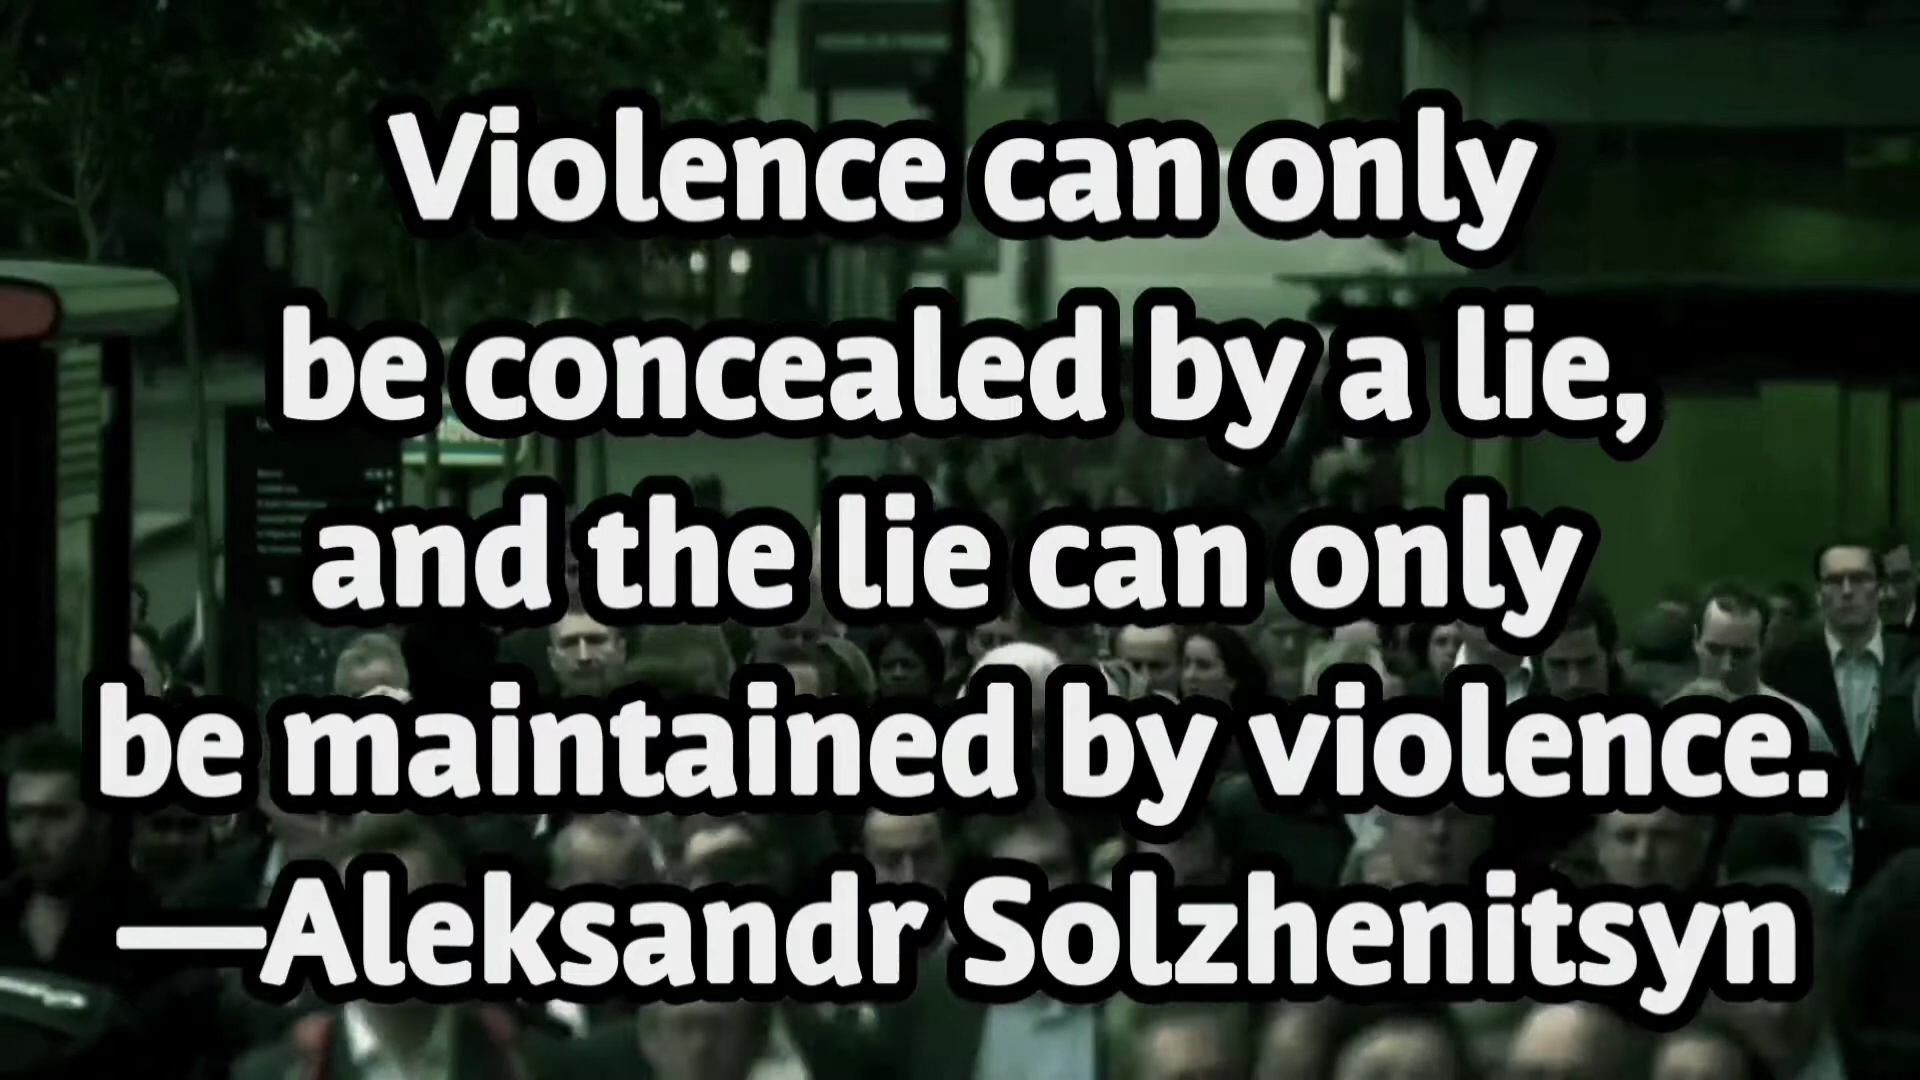 Violence can only
be concealed by a lie,
and the lie can only
be maintained by violence.
—Aleksandr Solzhenitsyn